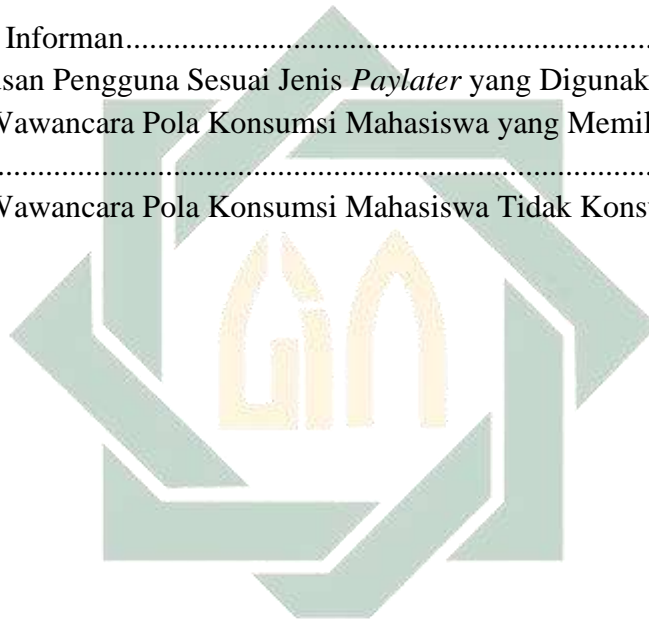 Informan..........................................................................
usan Pengguna Sesuai Jenis Paylater yang Digunak
Wawancara Pola Konsumsi Mahasiswa yang Memil
..........................................................................................
Wawancara Pola Konsumsi Mahasiswa Tidak Kons